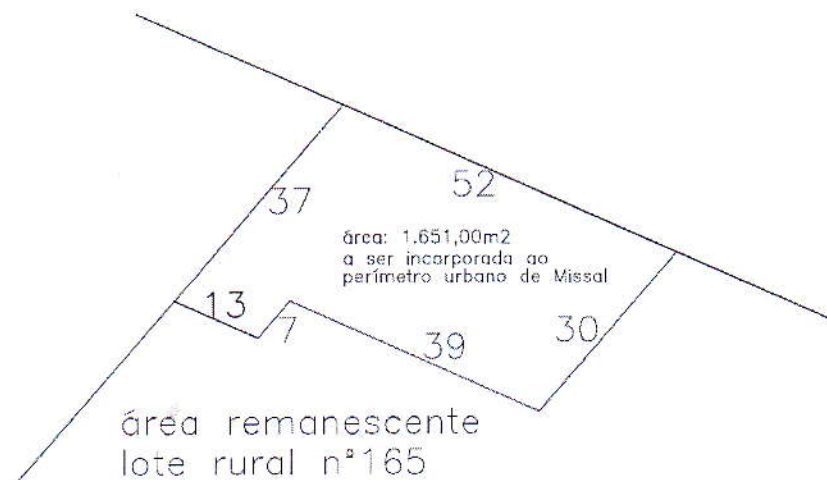 52
37
área: 1.651,00m2
a ser incorporada ao
perímetro urbano de Missal
13
7
39
30
área remanescente
lote rural n°165